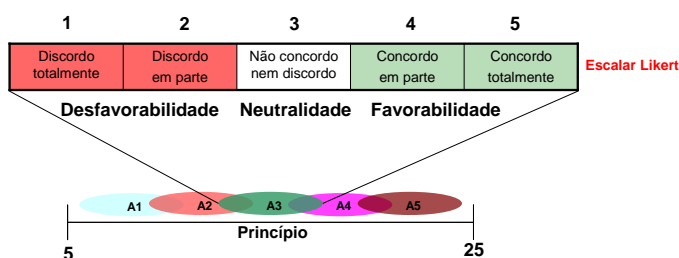 1 2 3 4 5
Discordo totalmente
Discordo em parte
Não concordo nem discordo
Concordo em parte
Concordo totalmente
Escalar Likert
Desfavorabilidade Neutralidade Favorabilidade
A1 A2 A3 A4 A5
Princípio
5 25